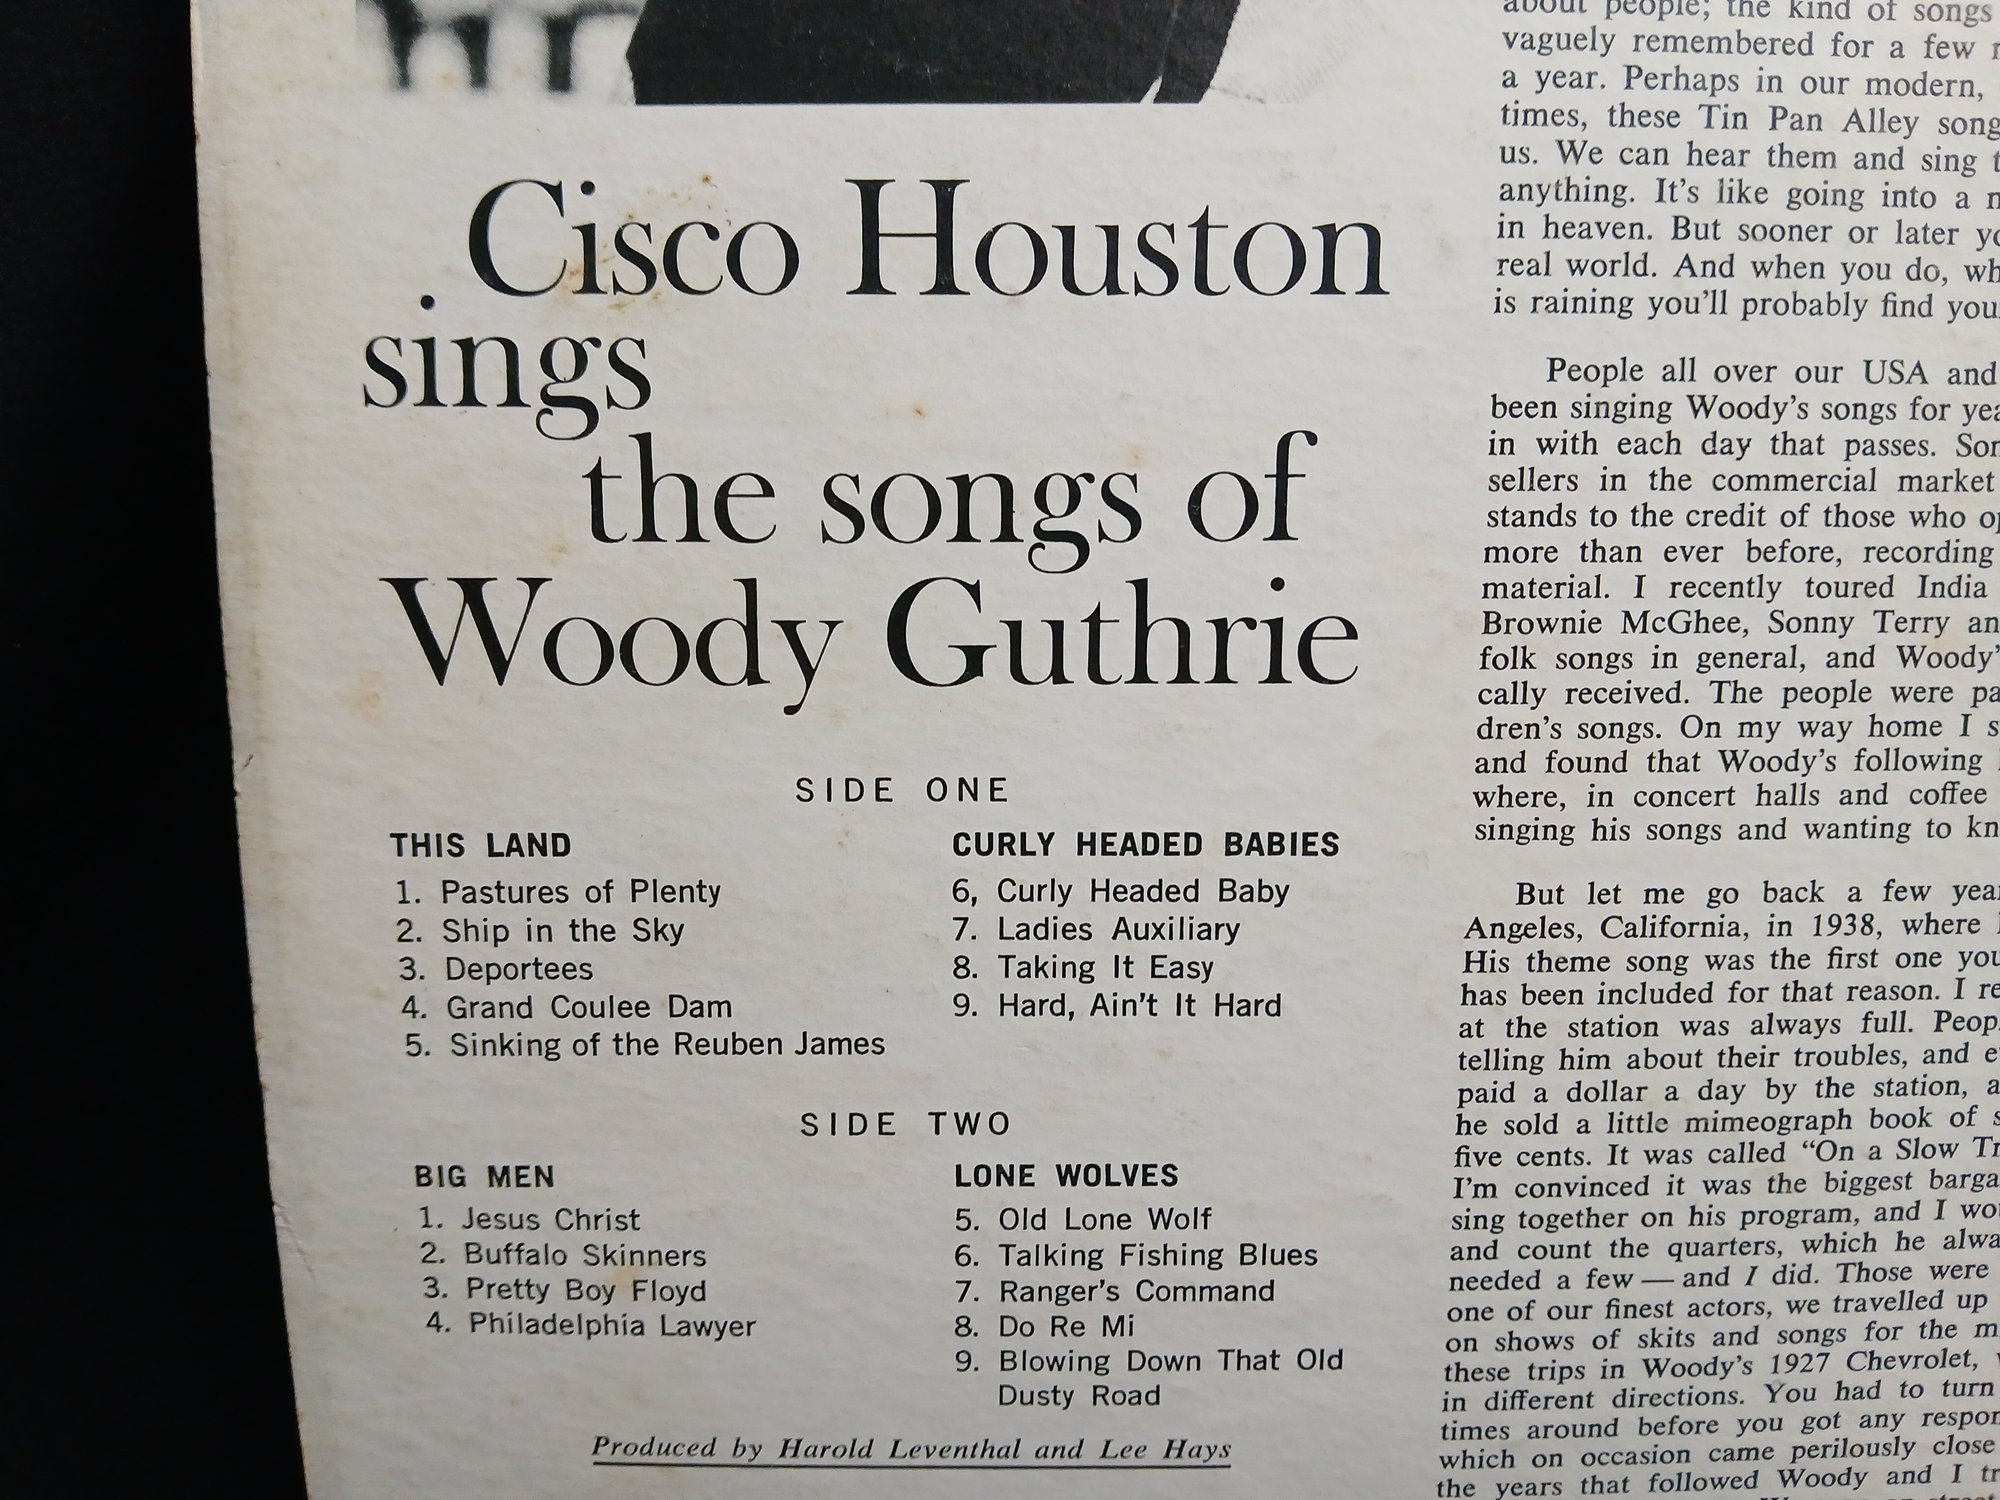 Cisco Houston
sings
the songs of
Woody Guthrie
SIDE ONE
THIS LAND
1. Pastures of Plenty
2. Ship in the Sky
3. Deportees
4. Grand Coulee Dam
5. Sinking of the Reuben James
CURLY HEADED BABIES
6, Curly Headed Baby
7. Ladies Auxiliary
8. Taking It Easy
9. Hard, Ain't It Hard
SIDE TWO
BIG MEN
1. Jesus Christ
2. Buffalo Skinners
3. Pretty Boy Floyd
4. Philadelphia Lawyer
LONE WOLVES
5. Old Lone Wolf
6. Talking Fishing Blues
7. Ranger's Command
8. Do Re Mi
9. Blowing Down That Old
Dusty Road
Produced by Harold Leventhal and Lee Hays
about people; the kind of songs
vaguely remembered for a few
a year. Perhaps in our modern,
times, these Tin Pan Alley song
us. We can hear them and sing
anything. It's like going into a
in heaven. But sooner or later
real world. And when you do,
is raining you'll probably find
People all over our USA and
been singing Woody's songs for
in with each day that passes.
sellers in the commercial market
stands to the credit of those who
more than ever before, recording
material. I recently toured India
Brownie McGhee, Sonny Terry
folk songs in general, and Woody'
cally received. The people were
dren's songs. On my way home I
and found that Woody's following
where, in concert halls and coffee
singing his songs and wanting to
But let me go back a few
Angeles, California, in 1938, where
His theme song was the first one
has been included for that reason. I
at the station was always full.
telling him about their troubles, and
paid a dollar a day by the station,
he sold a little mimeograph book of
five cents. It was called “On a Slow
I'm convinced it was the biggest
sing together on his program, and I
and count the quarters, which he
needed a few — and I did. Those were
one of our finest actors, we travelled up
on shows of skits and songs for the
these trips in Woody's 1927 Chevrolet,
in different directions. You had to turn
times around before you got any
which on occasion came perilously close
the years that followed Woody and I